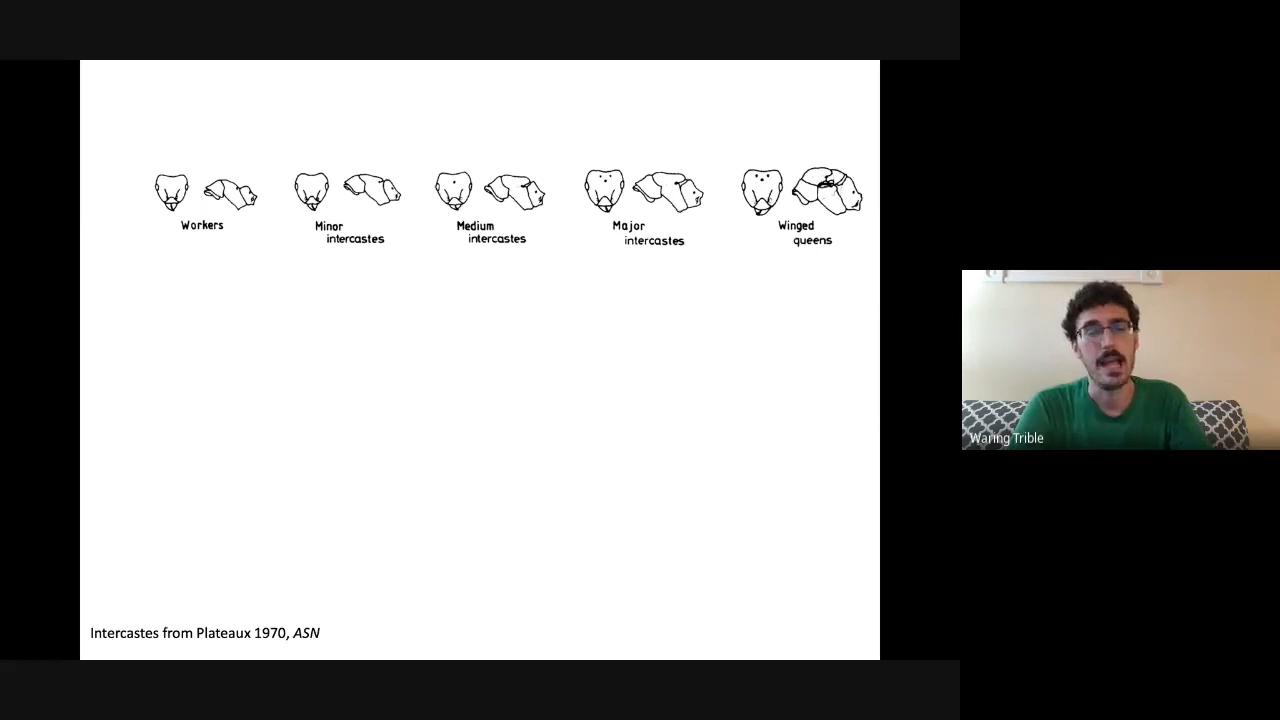 Workers
Minor
intercastes
Medium
intercastes
Major
intercastes
Winged
queens
Waring Trible
Intercastes from Plateaux 1970, ASN